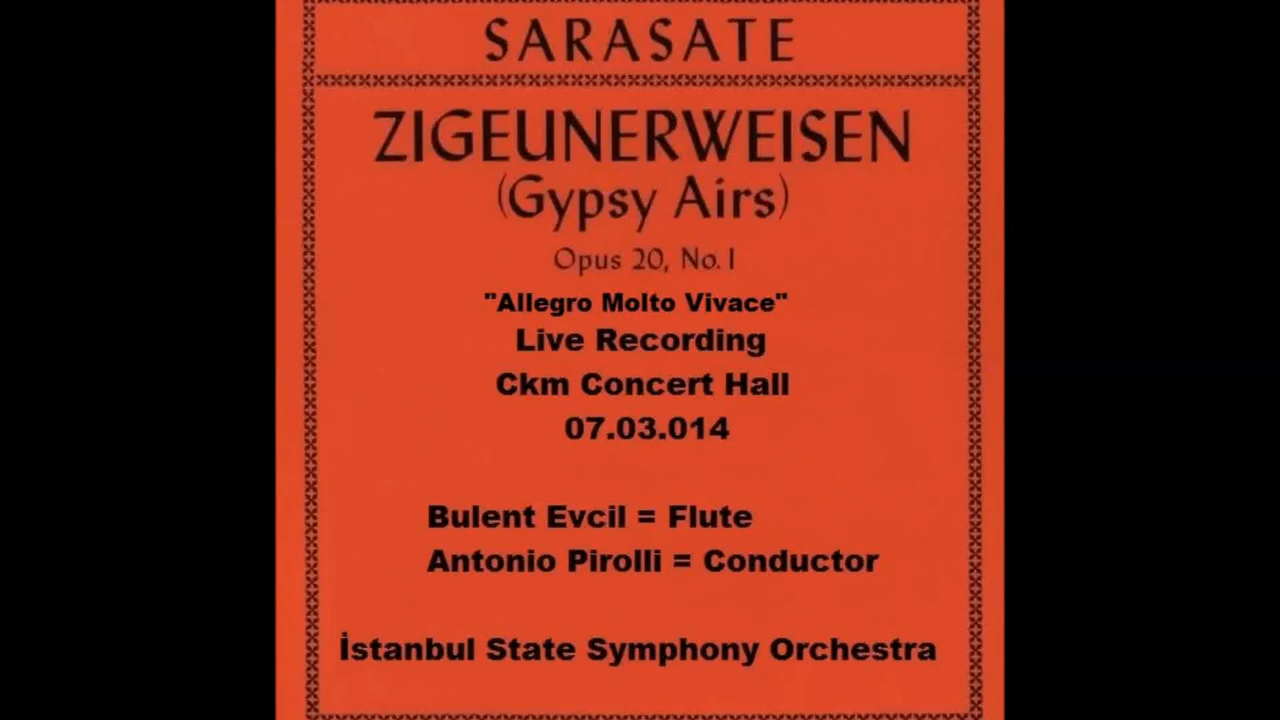 SARASATE
ZIGEUNERWEISEN
(Gypsy Airs)
Opus 20, No. 1
"Allegro Molto Vivace"
Live Recording
Ckm Concert Hall
07.03.014
Bulent Evcil = Flute
Antonio Pirolli = Conductor
İstanbul State Symphony Orchestra